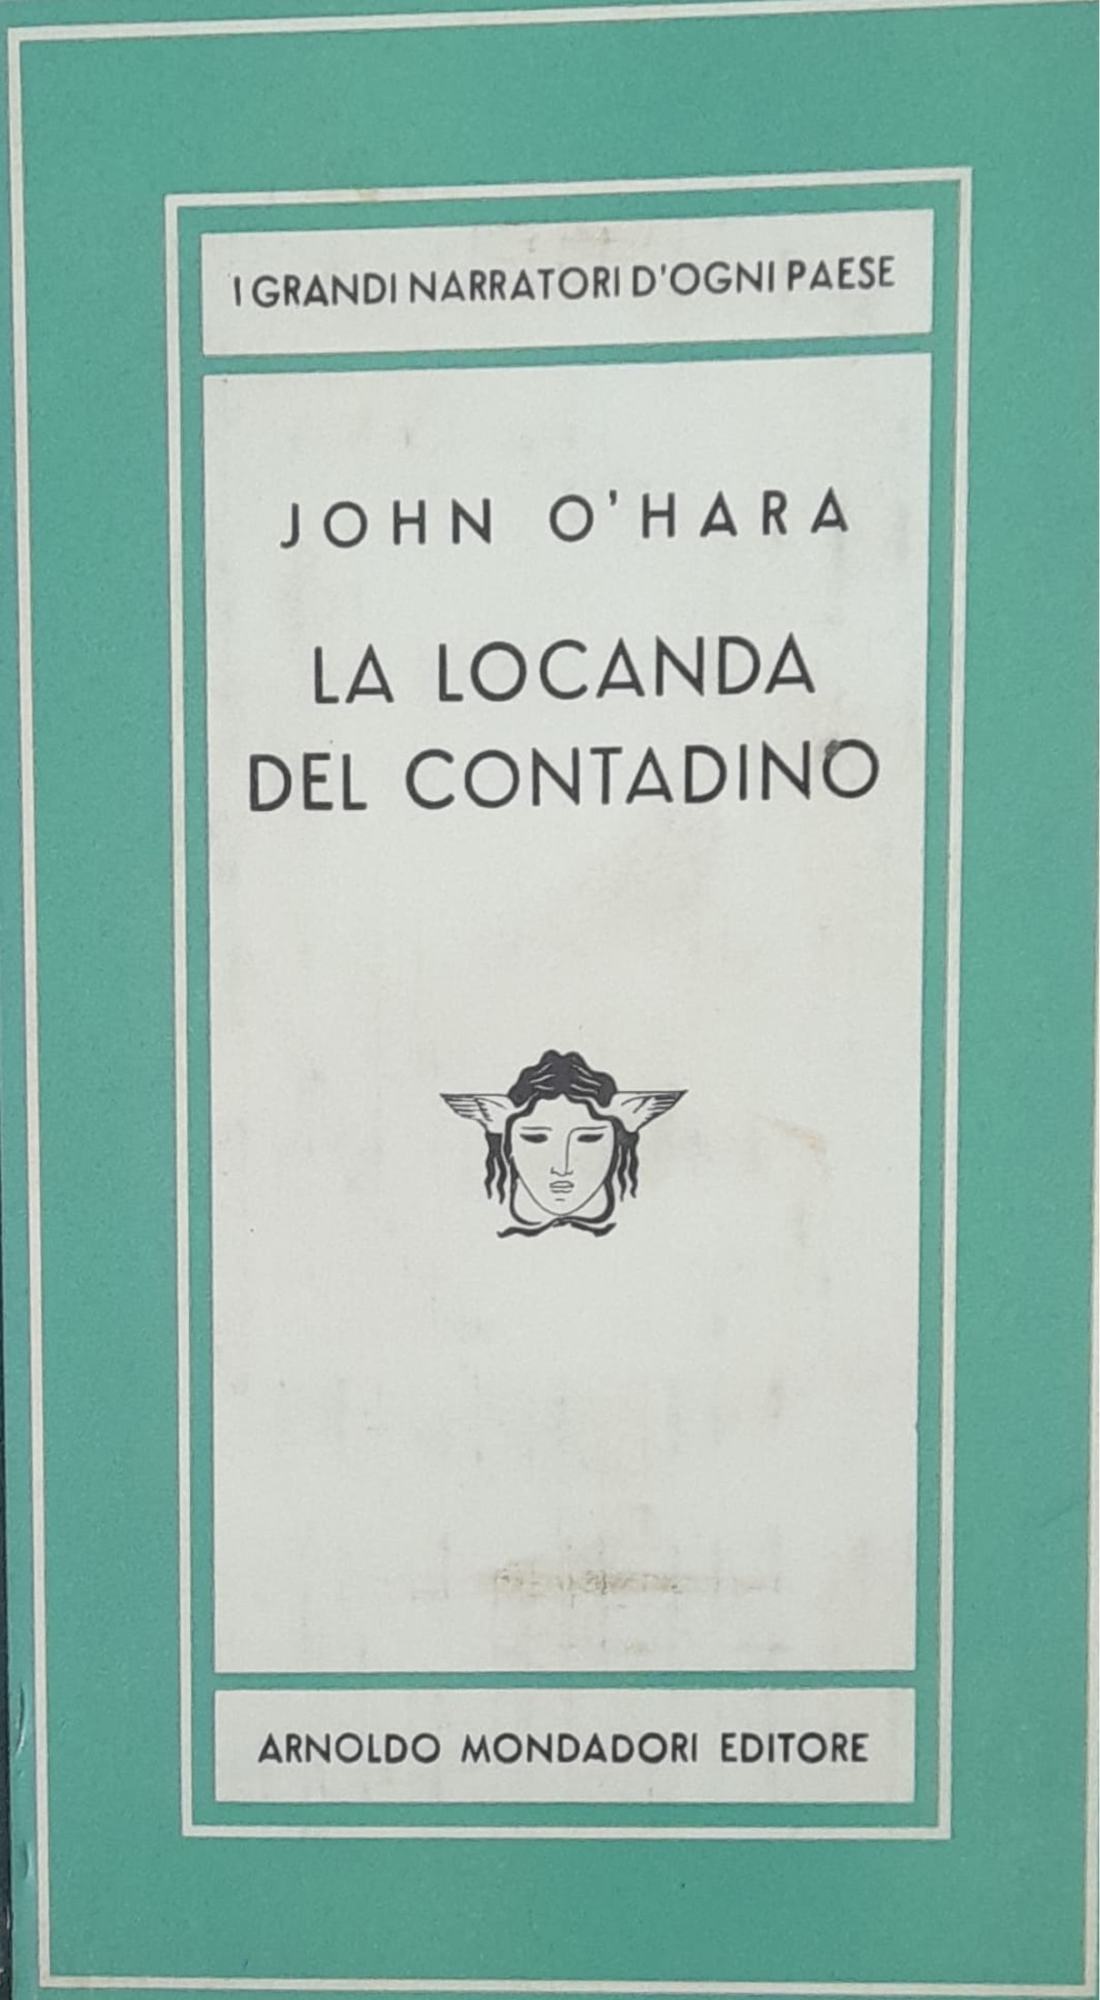 I GRANDI NARRATORI D'OGNI PAESE
JOHN O'HARA
LA LOCANDA
DEL CONTADINO
ARNOLDO MONDADORI EDITORE